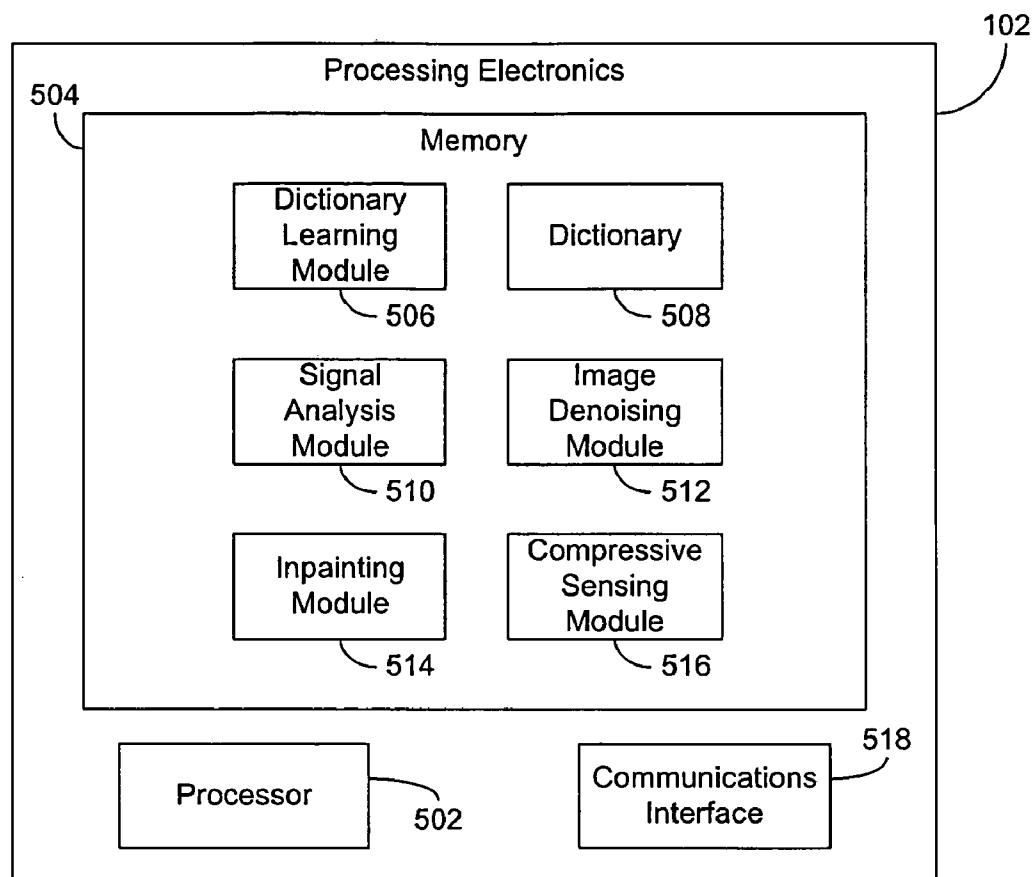 102
Processing Electronics
504
Memory
Dictionary
Learning
Module
506
Dictionary
508
Signal
Analysis
Module
510
Image
Denoising
Module
512
Inpainting
Module
514
Compressive
Sensing
Module
516
Processor
502
518
Communications
Interface